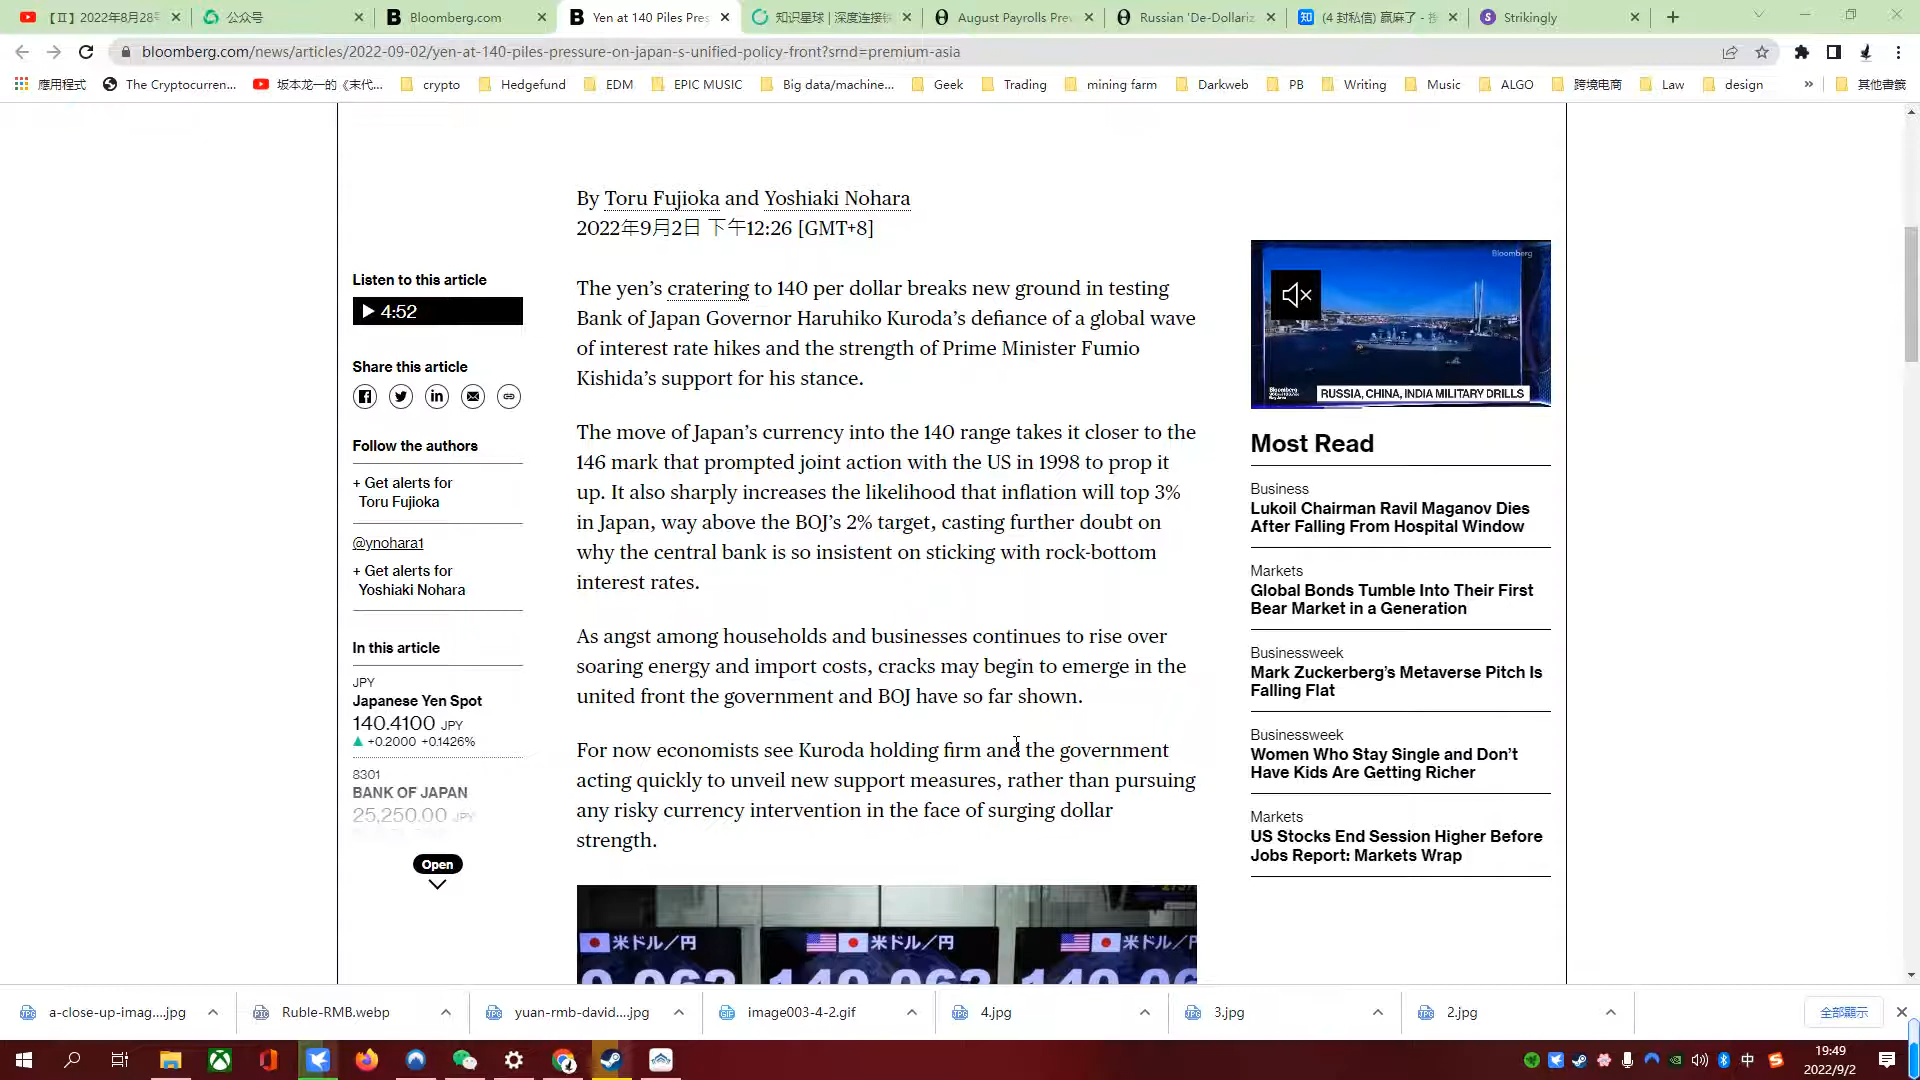 【II】2022年8月28号
公众号
Bloomberg.com
Yen at 140 Piles Pres
知识星球 | 深度连接铁
August Payrolls Prev
Russian 'De-Dollariz
(4 封私信) 赢麻了 -
Strikingly
bloomberg.com/news/articles/2022-09-02/yen-at-140-piles-pressure-on-japan-s-unified-policy-front?srnd=premium-asia
應用程式
The Cryptocurren...
坂本龙一的《末代...
crypto
Hedgefund
EDM
EPIC MUSIC
Big data/machine...
Geek
Trading
mining farm
Darkweb
PB
Writing
Music
ALGO
跨境电商
Law
design
»
其他書籤
By Toru Fujioka and Yoshiaki Nohara
2022年9月2日 下午12:26 [GMT+8]
Listen to this article
4:52
Share this article
Follow the authors
+ Get alerts for
Toru Fujioka
@ynohara1
+ Get alerts for
Yoshiaki Nohara
In this article
JPY
Japanese Yen Spot
140.4100 JPY
+0.2000 +0.1426%
8301
BANK OF JAPAN
25,250.00 JPY
Open
The yen's cratering to 140 per dollar breaks new ground in testing
Bank of Japan Governor Haruhiko Kuroda's defiance of a global wave
of interest rate hikes and the strength of Prime Minister Fumio
Kishida's support for his stance.
The move of Japan's currency into the 140 range takes it closer to the
146 mark that prompted joint action with the US in 1998 to prop it
up. It also sharply increases the likelihood that inflation will top 3%
in Japan, way above the BOJ's 2% target, casting further doubt on
why the central bank is so insistent on sticking with rock-bottom
interest rates.
As angst among households and businesses continues to rise over
soaring energy and import costs, cracks may begin to emerge in the
united front the government and BOJ have so far shown.
For now economists see Kuroda holding firm and the government
acting quickly to unveil new support measures, rather than pursuing
any risky currency intervention in the face of surging dollar
strength.
米ドル/円
米ドル/円
米ドル/円
Bloomberg
RUSSIA, CHINA, INDIA MILITARY DRILLS
Most Read
Business
Lukoil Chairman Ravil Maganov Dies
After Falling From Hospital Window
Markets
Global Bonds Tumble Into Their First
Bear Market in a Generation
Businessweek
Mark Zuckerberg's Metaverse Pitch Is
Falling Flat
Businessweek
Women Who Stay Single and Don't
Have Kids Are Getting Richer
Markets
US Stocks End Session Higher Before
Jobs Report: Markets Wrap
a-close-up-imag....jpg
Ruble-RMB.webp
yuan-rmb-david....jpg
image003-4-2.gif
4.jpg
3.jpg
2.jpg
全部顯示
中
19:49
2022/9/2